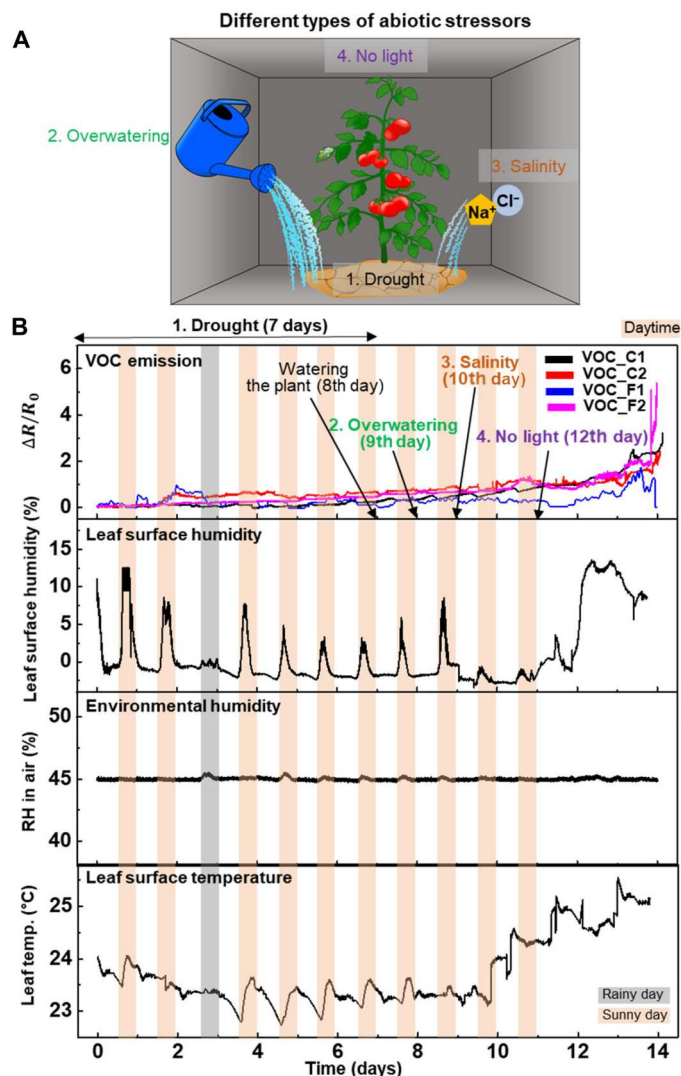 Different types of abiotic stressors
A
4. No light
2. Overwatering
3. Salinity
Na⁺
Cl⁻
1. Drought
B
1. Drought (7 days)
Daytime
VOC emission
VOC_C1
VOC_C2
VOC_F1
VOC_F2
Watering
the plant (8th day)
2. Overwatering
(9th day)
3. Salinity
(10th day)
4. No light (12th day)
ΔR/R₀
6
4
2
0
Leaf surface humidity
Leaf surface humidity (%)
15
10
5
0
Environmental humidity
RH in air (%)
50
45
40
Leaf surface temperature
Leaf temp. (°C)
25
24
23
Rainy day
Sunny day
0 2 4 6 8 10 12 14
Time (days)